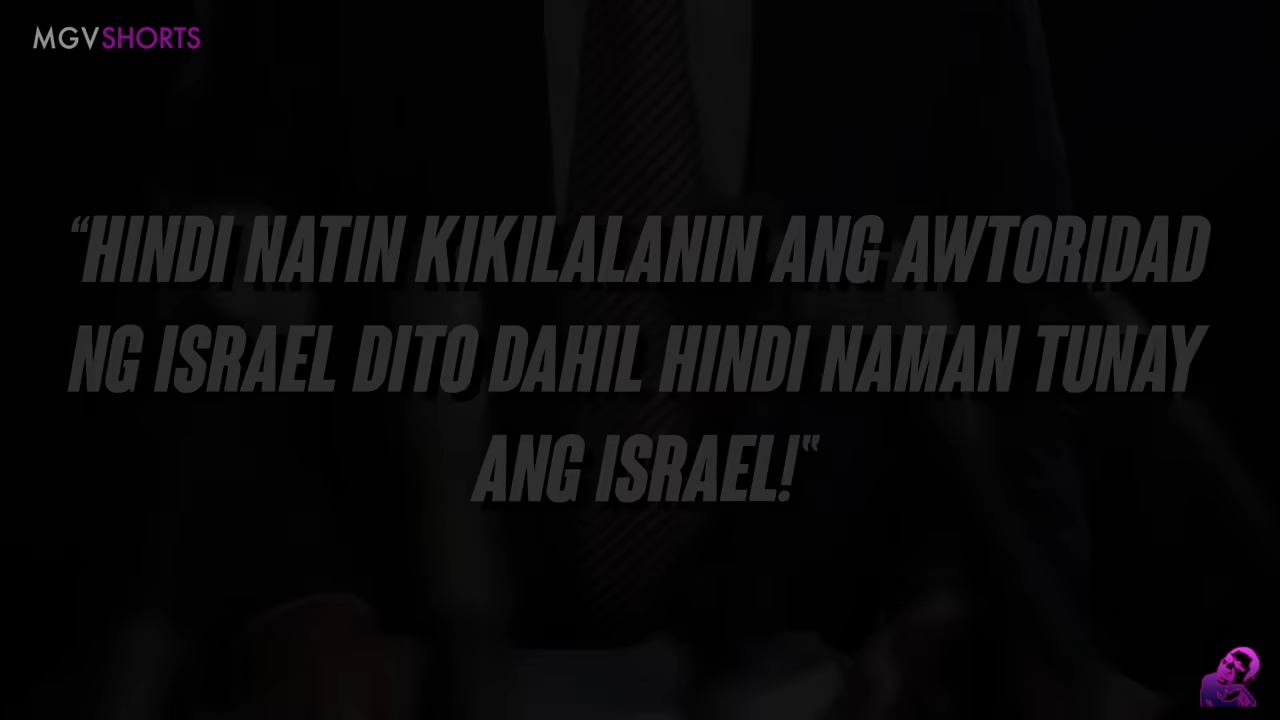 MGVSHORTS
“HINDI NATIN KIKILALANIN ANG AWTORIDAD
NG ISRAEL DITO DAHIL HINDI NAMAN TUNAY
ANG ISRAEL!“